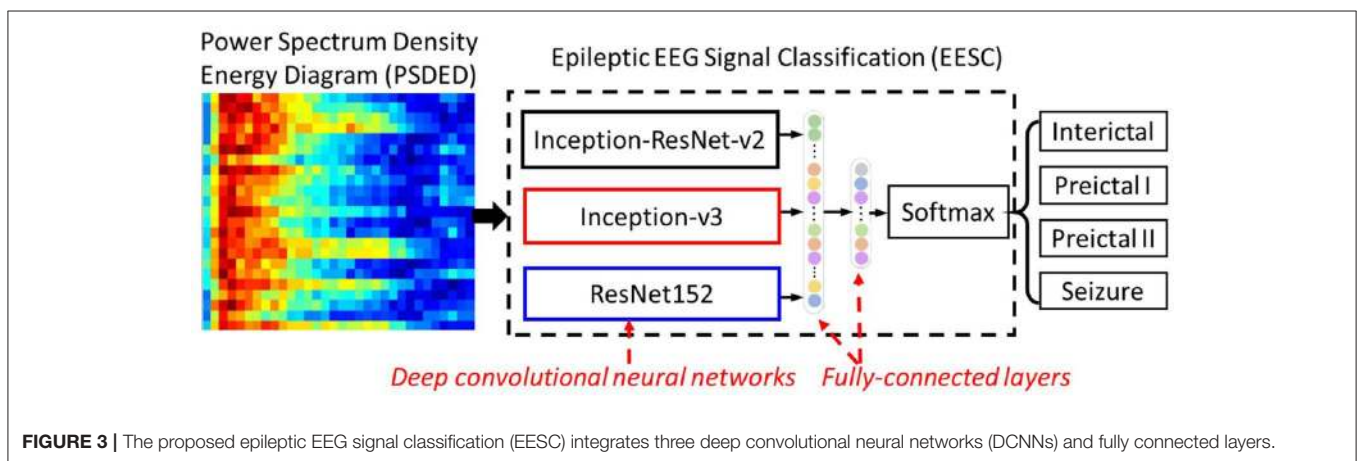 Power Spectrum Density
Energy Diagram (PSDED)
Epileptic EEG Signal Classification (EESC)
Inception-ResNet-v2
Inception-v3
ResNet152
Softmax
Interictal
Preictal I
Preictal II
Seizure
Deep convolutional neural networks
Fully-connected layers
FIGURE 3 | The proposed epileptic EEG signal classification (EESC) integrates three deep convolutional neural networks (DCNNs) and fully connected layers.